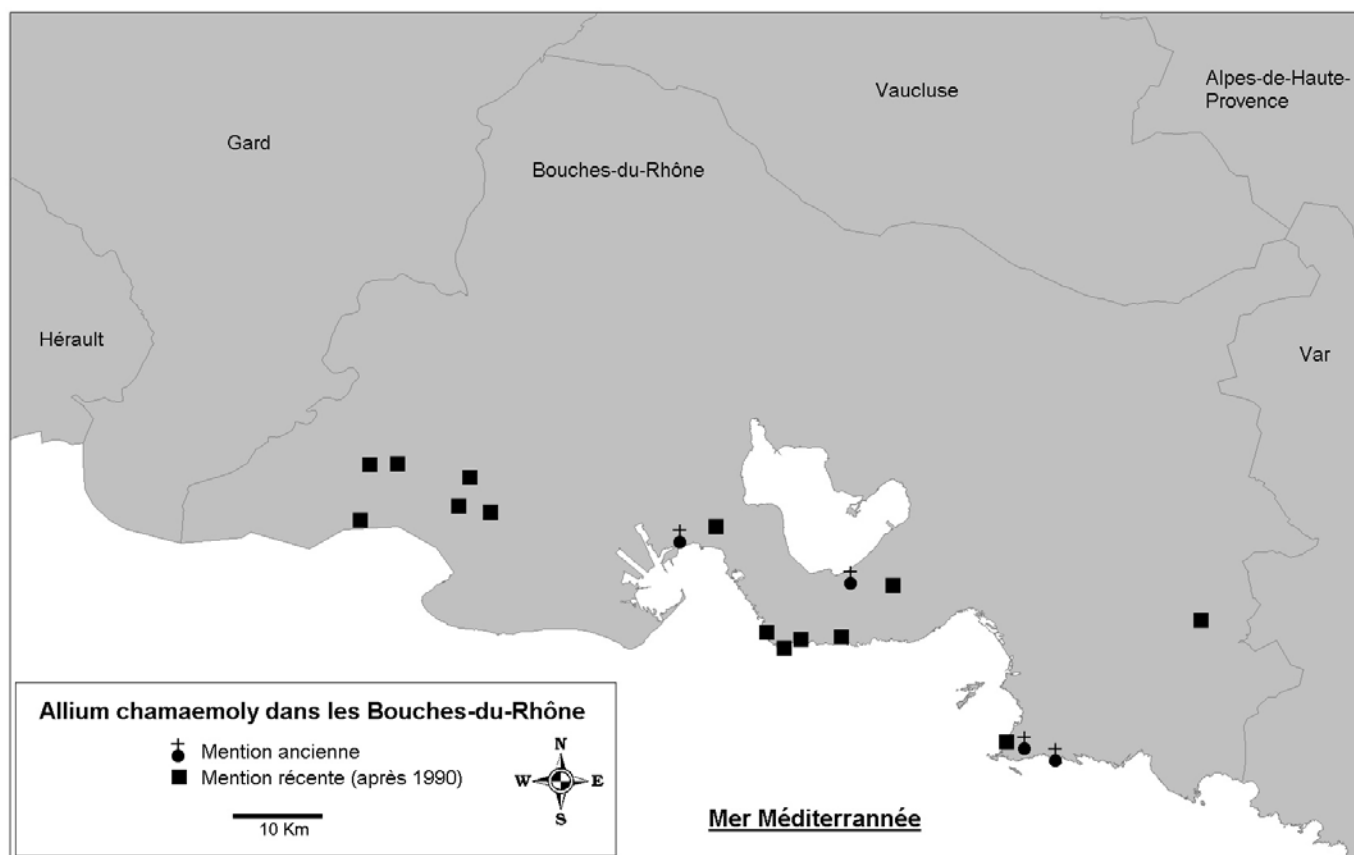 Alpes-de-Haute-
Provence
Vaucluse
Gard
Bouches-du-Rhône
Hérault
Var
Allium chamaemoly dans les Bouches-du-Rhône
Mention ancienne
Mention récente (après 1990)
N
W E
S
10 Km
Mer Méditerrannée